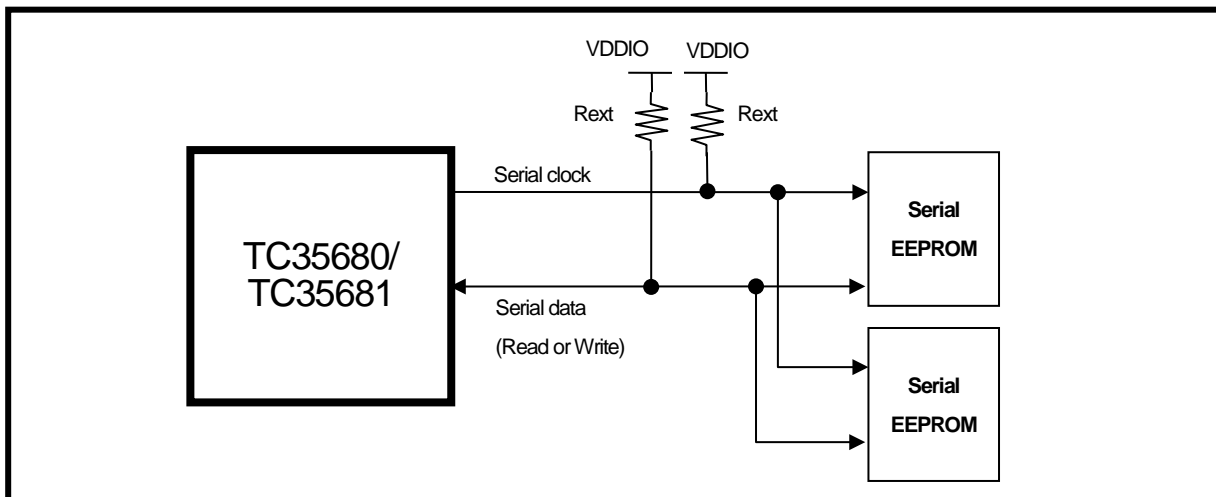 VDDIO
VDDIO
Rext
Rext
Serial clock
Serial
EEPROM
TC35680/
TC35681
Serial data
(Read or Write)
Serial
EEPROM